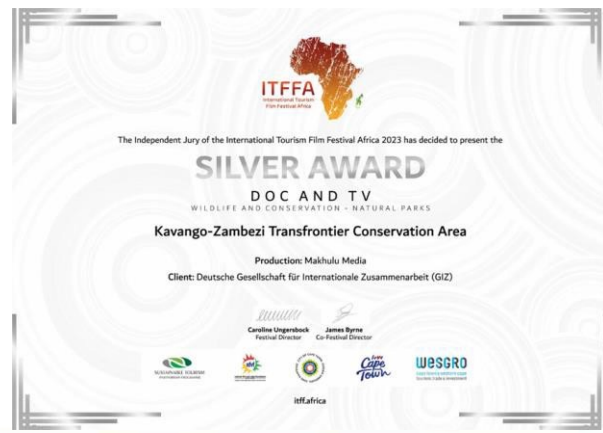 ITFFA
International Tourism
Film Festival Africa
The Independent Jury of the International Tourism Film Festival Africa 2023 has decided to present the
SILVER AWARD
DOC AND TV
WILDLIFE AND CONSERVATION - NATURAL PARKS
Kavango-Zambezi Transfrontier Conservation Area
Production: Makhulu Media
Client: Deutsche Gesellschaft für Internationale Zusammenarbeit (GIZ)
Caroline Ungersbock James Byrne
Festival Director Co-Festival Director
SUSTAINABLE TOURISM
love
Cape
Town
WESGRO
itff.africa